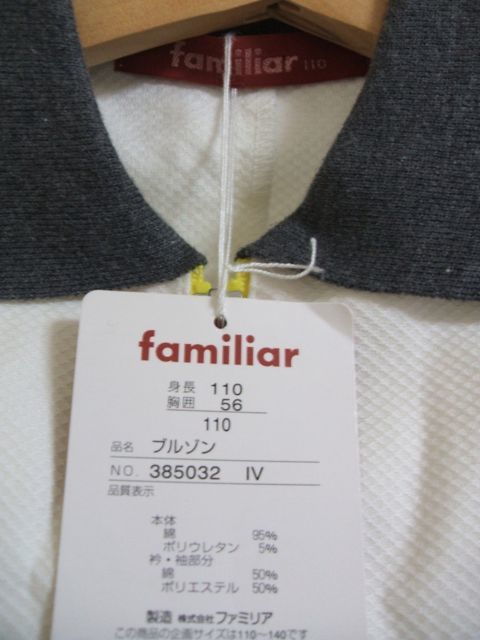 familiar 110
familiar
身長 110
胸囲 56
110
品名 ブルゾン
NO. 385032 IV
品質表示
本体
綿 95%
ポリウレタン 5%
衿・袖部分
綿 50%
ポリエステル 50%
製造 株式会社ファミリア
この商品の企画サイズは110〜140です